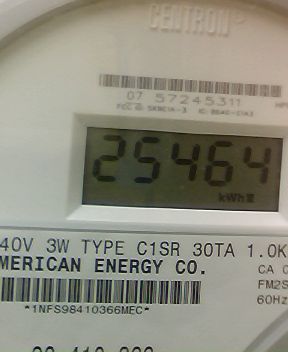 CENTRON®
07 57245311
25464
kWh
40V 3W TYPE C1SR 30TA 1.0K
MERICAN ENERGY CO.
CA 0
FM2S
60Hz
*1NFS98410366MEC*